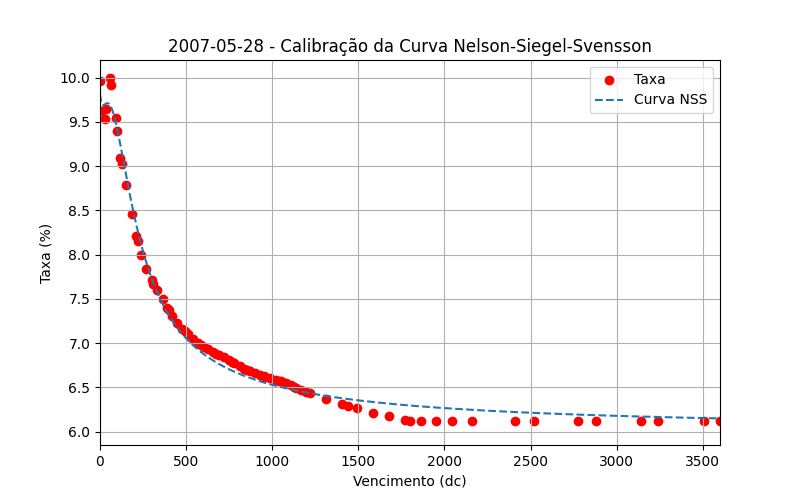 2007-05-28 - Calibração da Curva Nelson-Siegel-Svensson
Taxa
Curva NSS
Taxa (%)
10.0
9.5
9.0
8.5
8.0
7.5
7.0
6.5
6.0
0 500 1000 1500 2000 2500 3000 3500
Vencimento (dc)